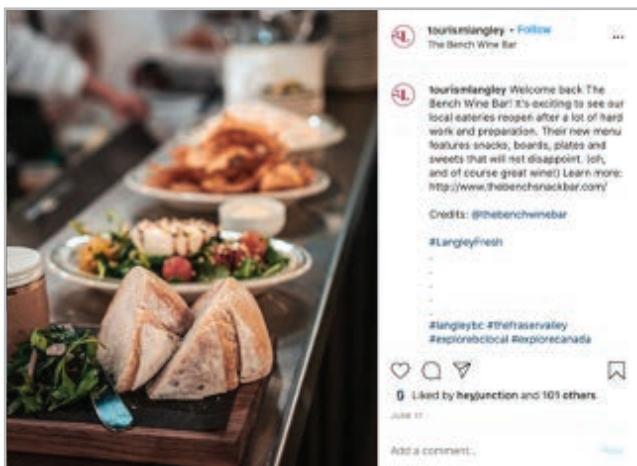 tourismlangley • Follow
The Bench Wine Bar
tourismlangley Welcome back The
Bench Wine Bar! It's exciting to see our
local eateries reopen after a lot of hard
work and preparation. Their new menu
features snacks, boards, plates and
sweets that will not disappoint. (oh,
and of course great wine!) Learn more:
http://www.thebenchsnackbar.com/
Credits: @thebenchwinebar
#LangleyFresh
.
.
.
.
.
#langleybc #thefraservalley
#explorebclocal #explorecanada
Liked by heyjunction and 101 others
JUNE 17
Add a comment...